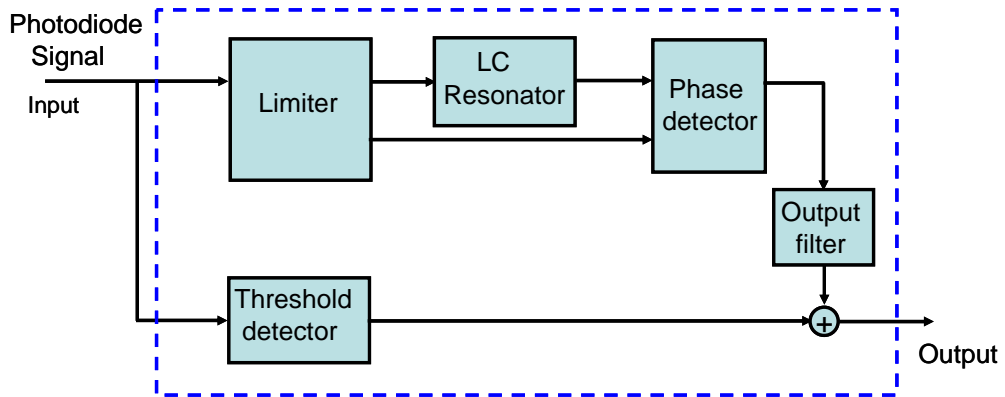 Photodiode
Signal
Input
Limiter
LC
Resonator
Phase
detector
Output
filter
Threshold
detector
+
Output